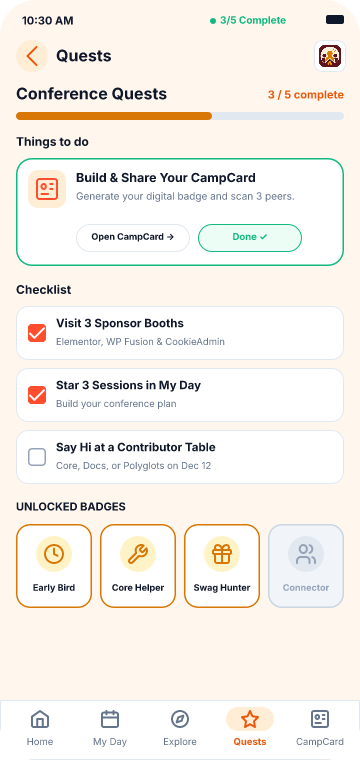 10:30 AM
3/5 Complete
Quests
Conference Quests
3 / 5 complete
Things to do
Build & Share Your CampCard
Generate your digital badge and scan 3 peers.
Open CampCard →
Done ✓
Checklist
Visit 3 Sponsor Booths
Elementor, WP Fusion & CookieAdmin
Star 3 Sessions in My Day
Build your conference plan
Say Hi at a Contributor Table
Core, Docs, or Polyglots on Dec 12
UNLOCKED BADGES
Early Bird
Core Helper
Swag Hunter
Connector
Home
My Day
Explore
Quests
CampCard